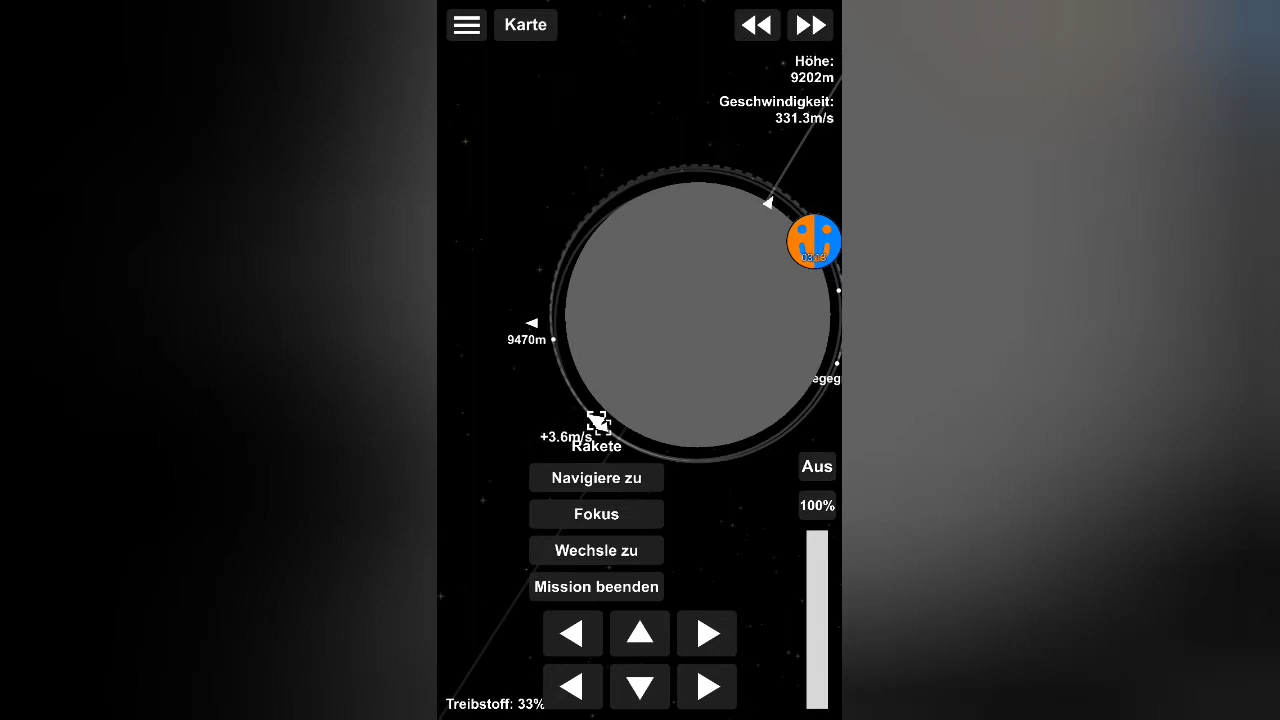 Karte
Höhe:
9202m
Geschwindigkeit:
331.3m/s
9470m
egeg
+3.6m/s
Rakete
Navigiere zu
Fokus
Wechsle zu
Mission beenden
Aus
100%
Treibstoff: 33%